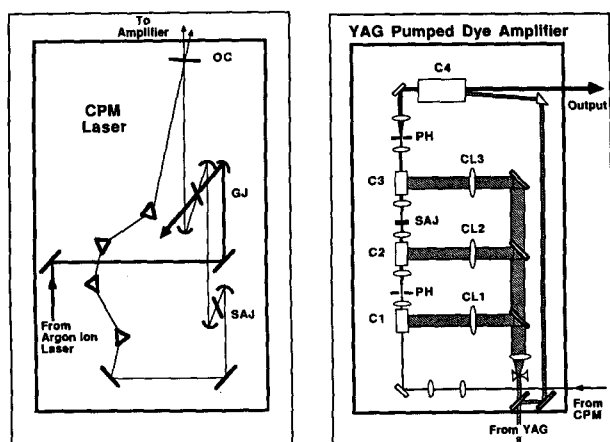 To
Amplifier
OC
CPM
Laser
GJ
SAJ
From
Argon Ion
Laser
YAG Pumped Dye Amplifier
C4
Output
PH
C3
CL3
SAJ
C2
CL2
PH
C1
CL1
From
CPM
From YAG